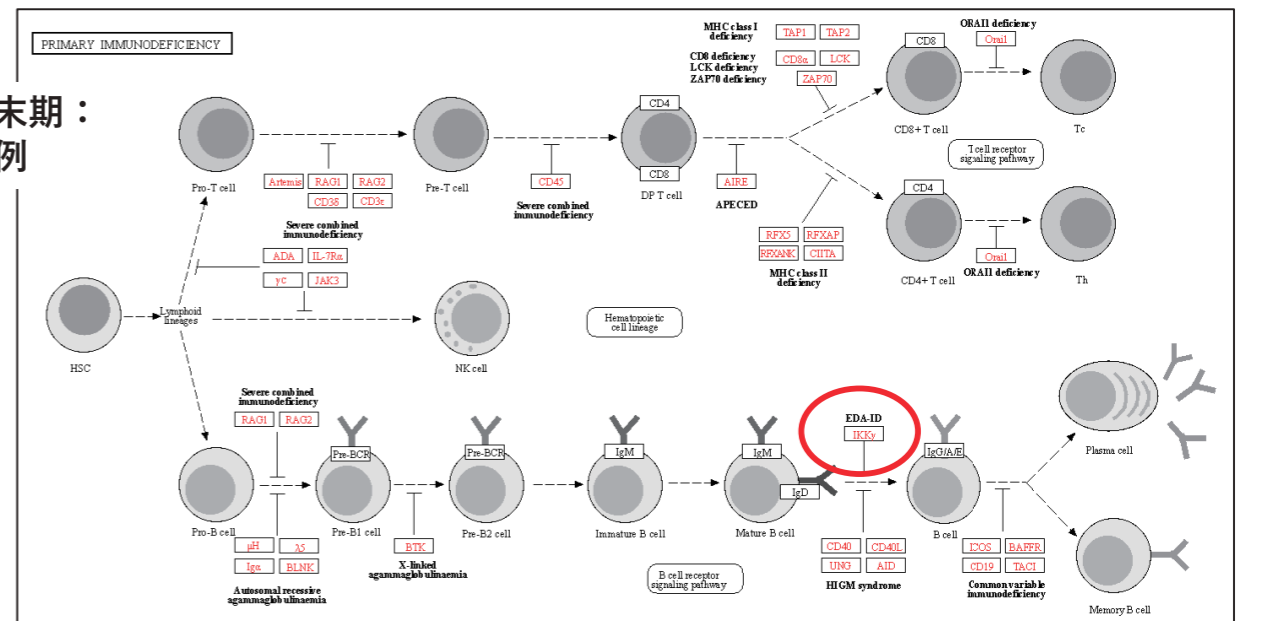 PRIMARY IMMUNODEFICIENCY
末期：
例
MHC class I
deficiency
TAP1 TAP2
CD8 deficiency
LCK deficiency
ZAP70 deficiency
CD8α LCK
ZAP70
CD8
CD8+ T cell
ORAI1 deficiency
Orai1
Tc
T cell receptor
signaling pathway
Pro-T cell
Artemis RAG1 RAG2
CD3δ CD3ε
Severe combined
immunodeficiency
Pre-T cell
CD45
Severe combined
immunodeficiency
CD4
CD8
DP T cell
AIRE
APECED
RFX5 RFXAP
RFXANK CIITA
MHC class II
deficiency
CD4
CD4+ T cell
Orai1
ORAI1 deficiency
Th
ADA IL-7Rα
γc JAK3
HSC
Lymphoid
lineages
NK cell
Hematopoietic
cell lineage
Severe combined
immunodeficiency
RAG1 RAG2
Pro-B cell
μH λ5
Igα BLNK
Autosomal recessive
agammaglobulinaemia
Pre-BCR
Pre-B1 cell
BTK
X-linked
agammaglobulinaemia
Pre-BCR
Pre-B2 cell
IgM
Immature B cell
IgM
IgD
Mature B cell
B cell receptor
signaling pathway
EDA-ID
IKKγ
CD40 CD40L
UNG AID
HIGM syndrome
IgG/A/E
B cell
ICOS BAFFR
CD19 TACI
Common variable
immunodeficiency
Plasma cell
Memory B cell